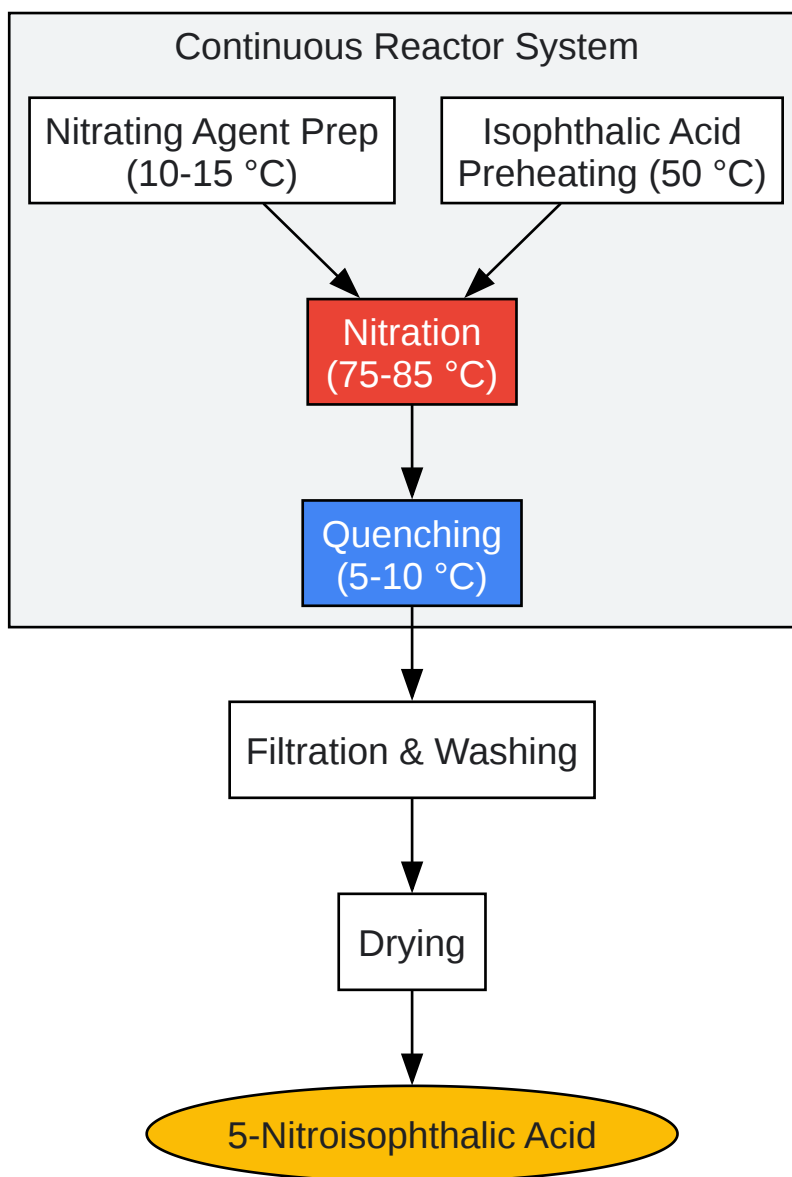 Continuous Reactor System
Nitrating Agent Prep
(10-15 °C)
Isophthalic Acid
Preheating (50 °C)
Nitration
(75-85 °C)
Quenching
(5-10 °C)
Filtration & Washing
Drying
5-Nitroisophthalic Acid